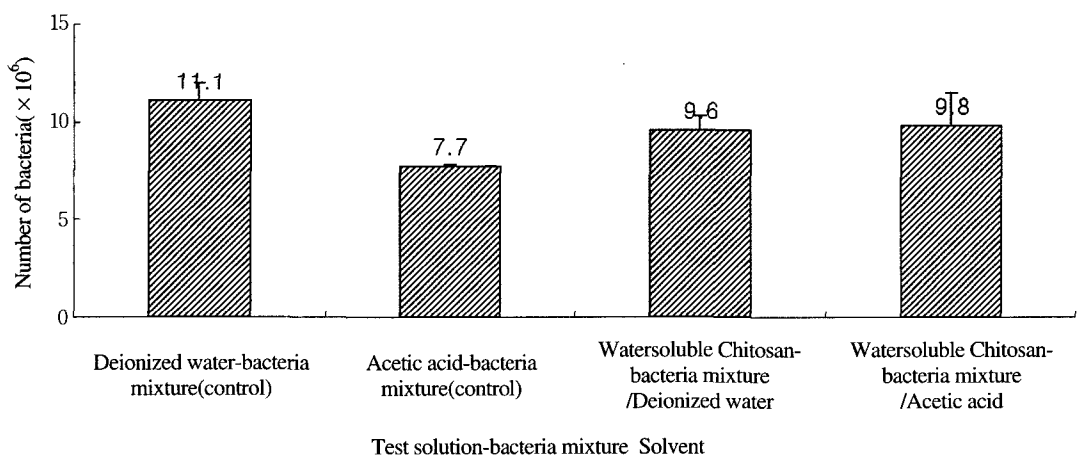 15
10
5
0
Number of bacteria( × 10⁶)
11.1
7.7
9.6
9.8
Deionized water-bacteria
mixture(control)
Acetic acid-bacteria
mixture(control)
Watersoluble Chitosan-
bacteria mixture
/Deionized water
Watersoluble Chitosan-
bacteria mixture
/Acetic acid
Test solution-bacteria mixture Solvent